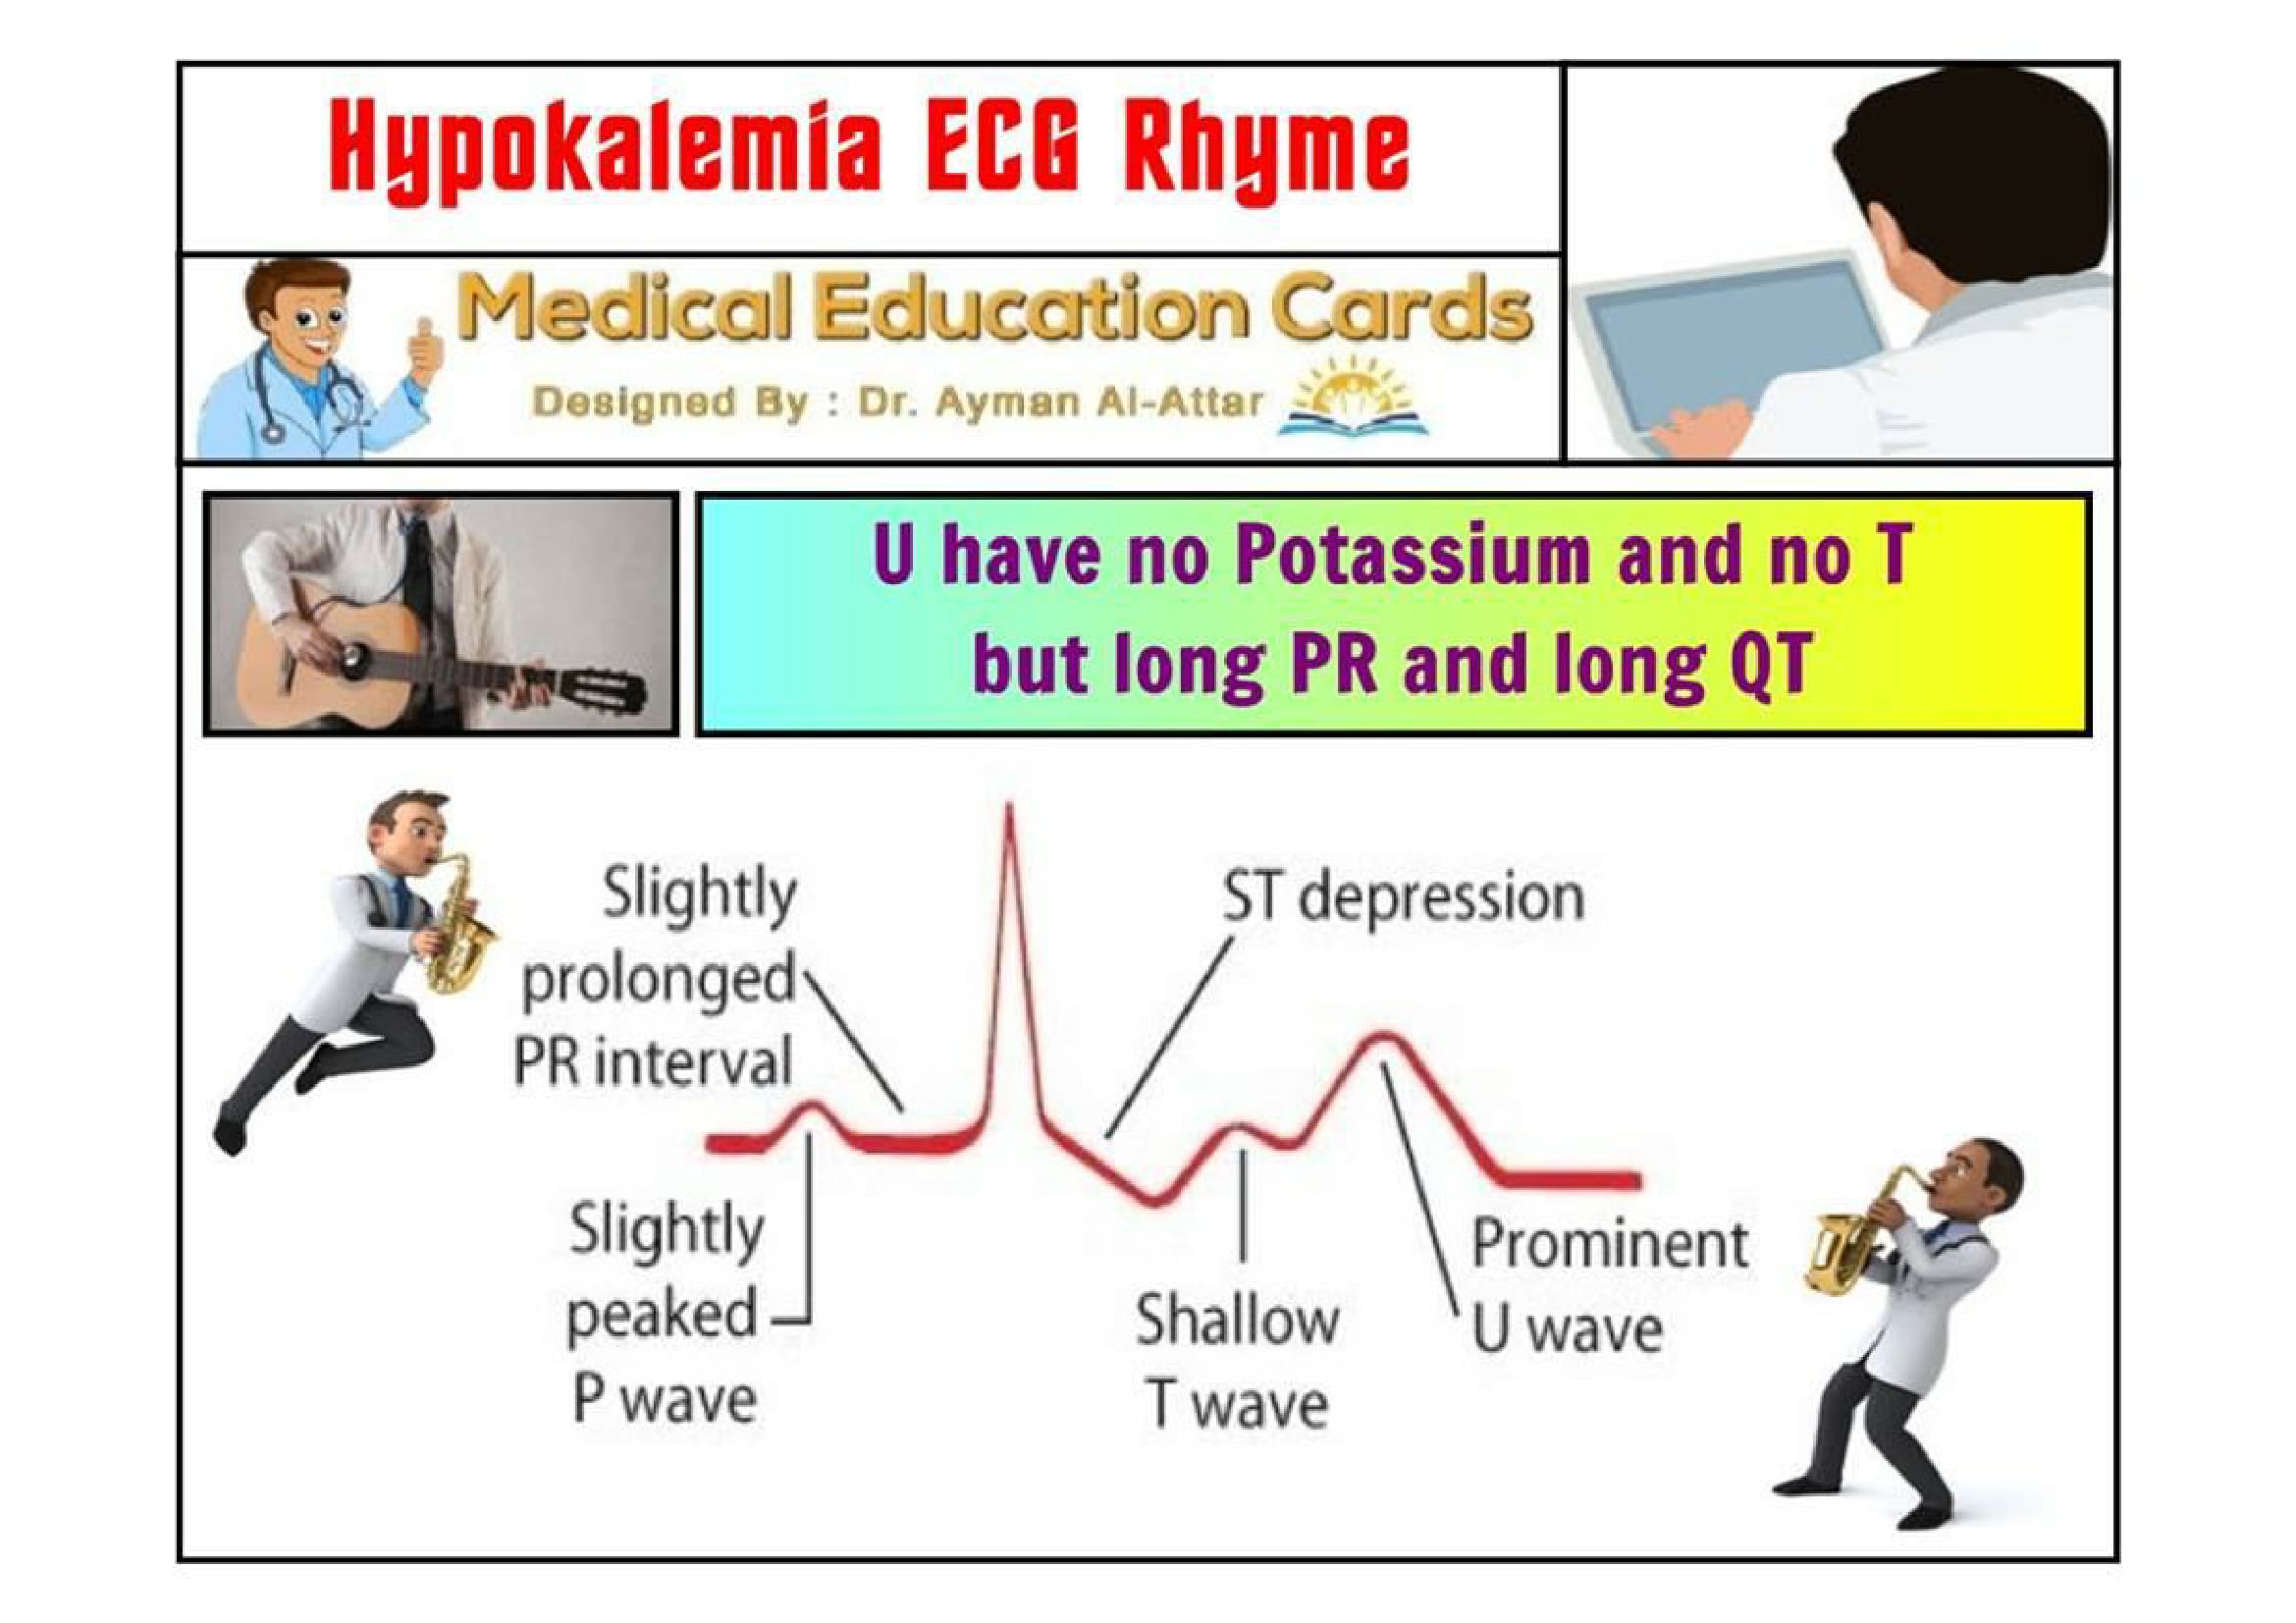 Hypokalemia ECG Rhyme
Medical Education Cards
Designed By : Dr. Ayman Al-Attar
U have no Potassium and no T
but long PR and long QT
Slightly
prolonged
PR interval
ST depression
Slightly
peaked
P wave
Shallow
T wave
Prominent
U wave